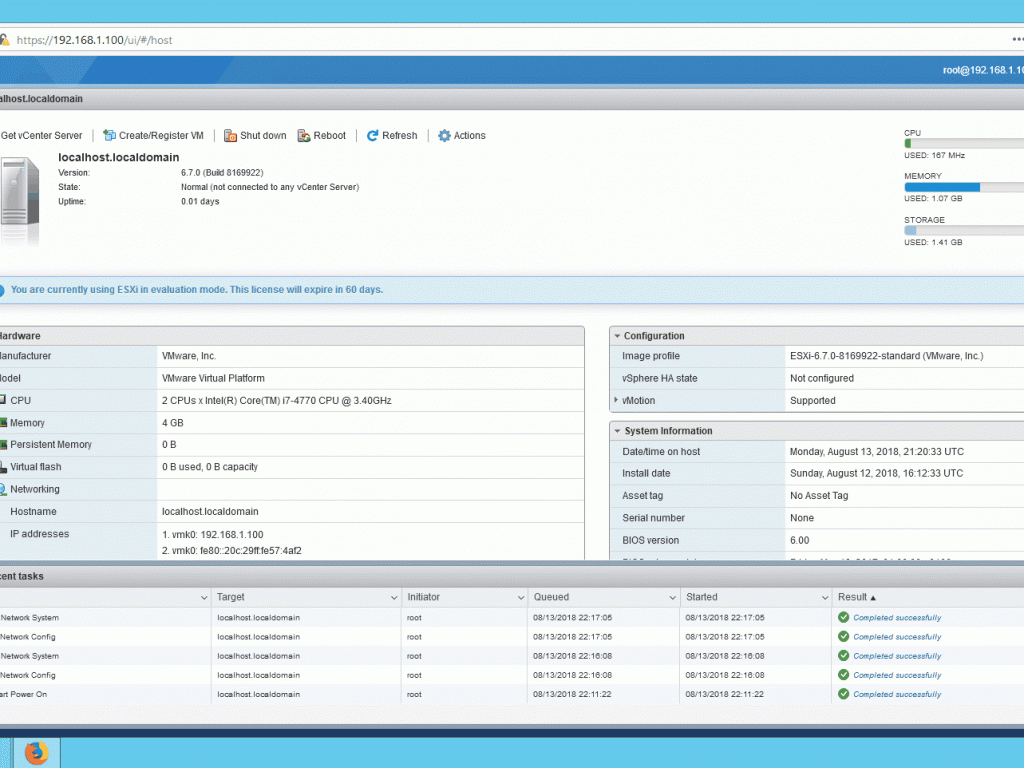 https://192.168.1.100/ui/#/host
root@192.168.1.10
alhost.localdomain
Get vCenter Server Create/Register VM Shut down Reboot Refresh Actions
localhost.localdomain
Version: 6.7.0 (Build 8169922)
State: Normal (not connected to any vCenter Server)
Uptime: 0.01 days
CPU
USED: 167 MHz
MEMORY
USED: 1.07 GB
STORAGE
USED: 1.41 GB
You are currently using ESXi in evaluation mode. This license will expire in 60 days.
Hardware
lanufacturer VMware, Inc.
lodel VMware Virtual Platform
CPU 2 CPUs x Intel(R) Core(TM) i7-4770 CPU @ 3.40GHz
Memory 4 GB
Persistent Memory 0 B
Virtual flash 0 B used, 0 B capacity
Networking
Hostname localhost.localdomain
IP addresses 1. vmk0: 192.168.1.100
2. vmk0: fe80::20c:29ff:fe57:4af2
Configuration
Image profile ESXi-6.7.0-8169922-standard (VMware, Inc.)
vSphere HA state Not configured
vMotion Supported
System Information
Date/time on host Monday, August 13, 2018, 21:20:33 UTC
Install date Sunday, August 12, 2018, 16:12:33 UTC
Asset tag No Asset Tag
Serial number None
BIOS version 6.00
cent tasks
Target Initiator Queued Started Result
Network System localhost.localdomain root 08/13/2018 22:17:05 08/13/2018 22:17:05 Completed successfully
Network Config localhost.localdomain root 08/13/2018 22:17:05 08/13/2018 22:17:05 Completed successfully
Network System localhost.localdomain root 08/13/2018 22:16:08 08/13/2018 22:16:08 Completed successfully
Network Config localhost.localdomain root 08/13/2018 22:16:08 08/13/2018 22:16:08 Completed successfully
art Power On localhost.localdomain root 08/13/2018 22:11:22 08/13/2018 22:11:22 Completed successfully